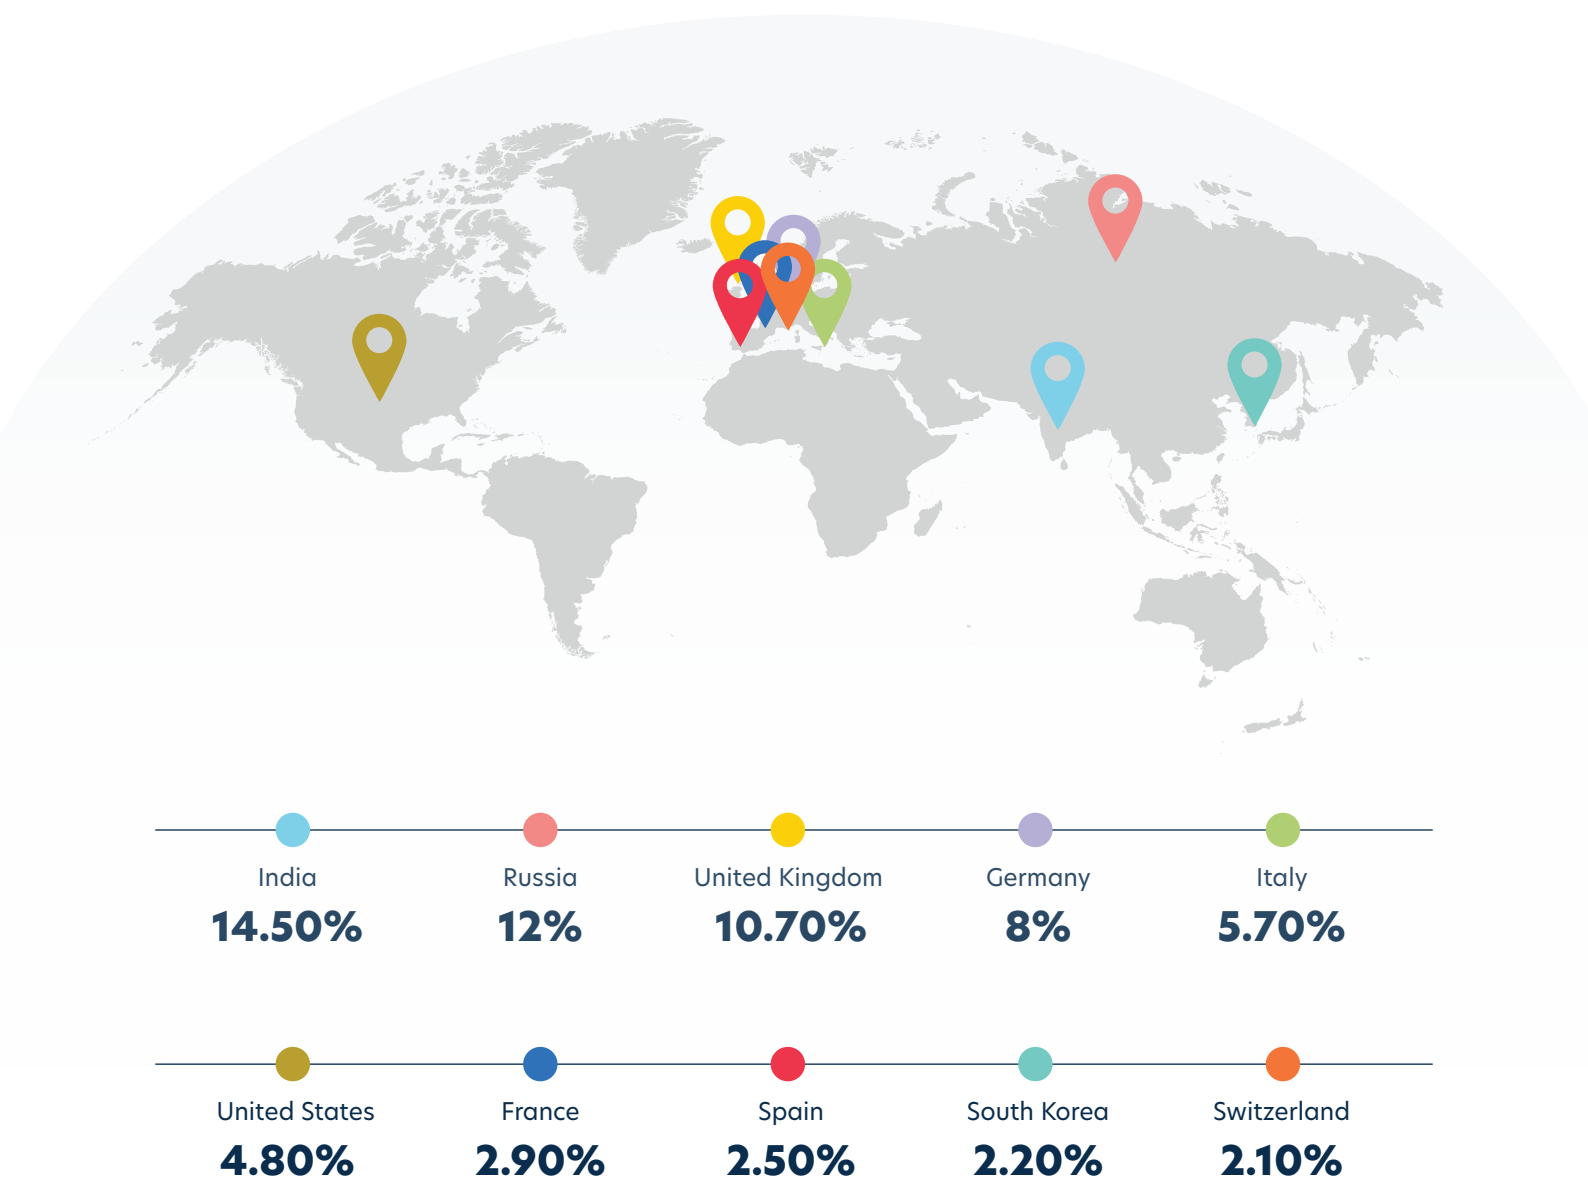 India Russia United Kingdom Germany Italy
14.50% 12% 10.70% 8% 5.70%
United States France Spain South Korea Switzerland
4.80% 2.90% 2.50% 2.20% 2.10%